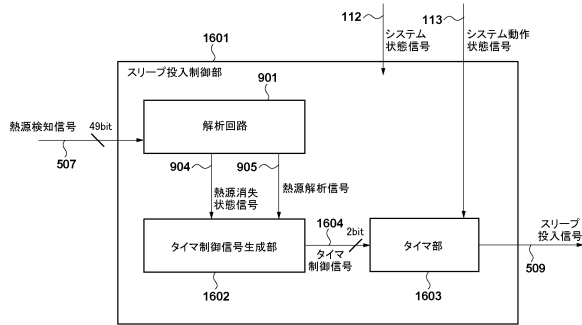 112
113
システム
状態信号
システム動作
状態信号
1601
スリープ投入制御部
901
解析回路
熱源検知信号
49bit
507
904
905
熱源消失
状態信号
熱源解析信号
タイマ制御信号生成部
1602
1604
2bit
タイマ
制御信号
タイマ部
1603
スリープ
投入信号
509